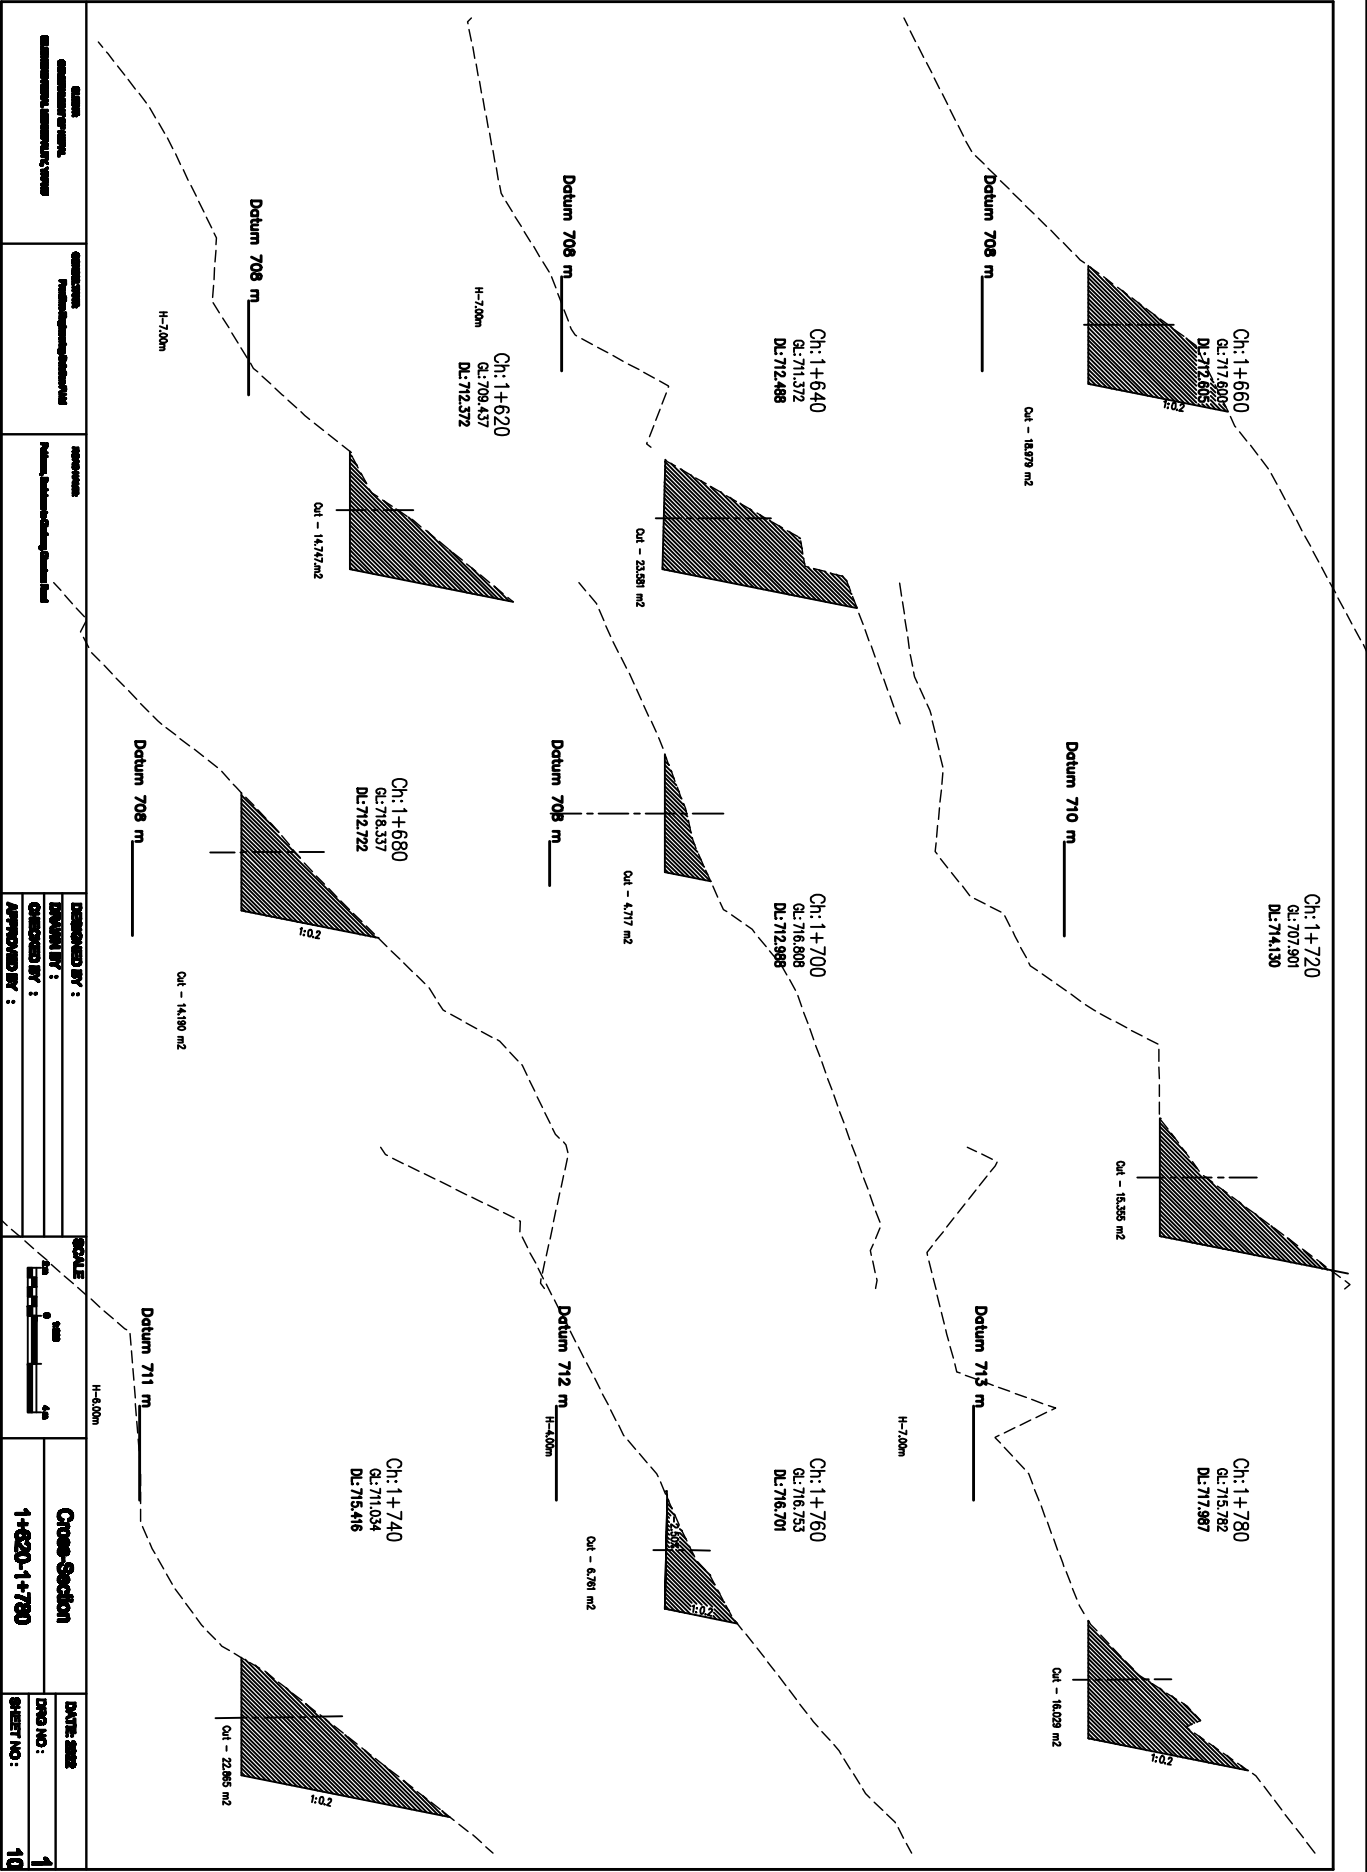 Ch:1+660
GL:717.600
DL:712.605
1:0.2
Datum 708 m
Cut - 18.979 m2
Ch:1+720
GL:707.901
DL:714.130
Datum 710 m
Cut - 15.355 m2
Ch:1+780
GL:715.782
DL:717.987
1:0.2
Datum 713 m
H-7.00m
Cut - 16.029 m2
Ch:1+640
GL:711.372
DL:712.488
Datum 708 m
H-7.00m
Cut - 23.581 m2
Ch:1+700
GL:716.808
DL:712.988
Datum 708 m
Cut - 4.717 m2
Ch:1+760
GL:716.753
DL:716.701
1:0.2
Datum 712 m
H-4.00m
Cut - 6.761 m2
Ch:1+620
GL:709.437
DL:712.372
Datum 708 m
H-7.00m
Cut - 14.747 m2
Ch:1+680
GL:718.337
DL:712.722
1:0.2
Datum 708 m
Cut - 14.190 m2
Ch:1+740
GL:711.034
DL:715.416
1:0.2
Datum 711 m
H-6.00m
Cut - 22.865 m2
DESIGNED BY :
DRAWN BY :
CHECKED BY :
APPROVED BY :
SCALE
0
Cross-Section
1+620-1+780
DATE:
DRG NO :
1
SHEET NO :
10